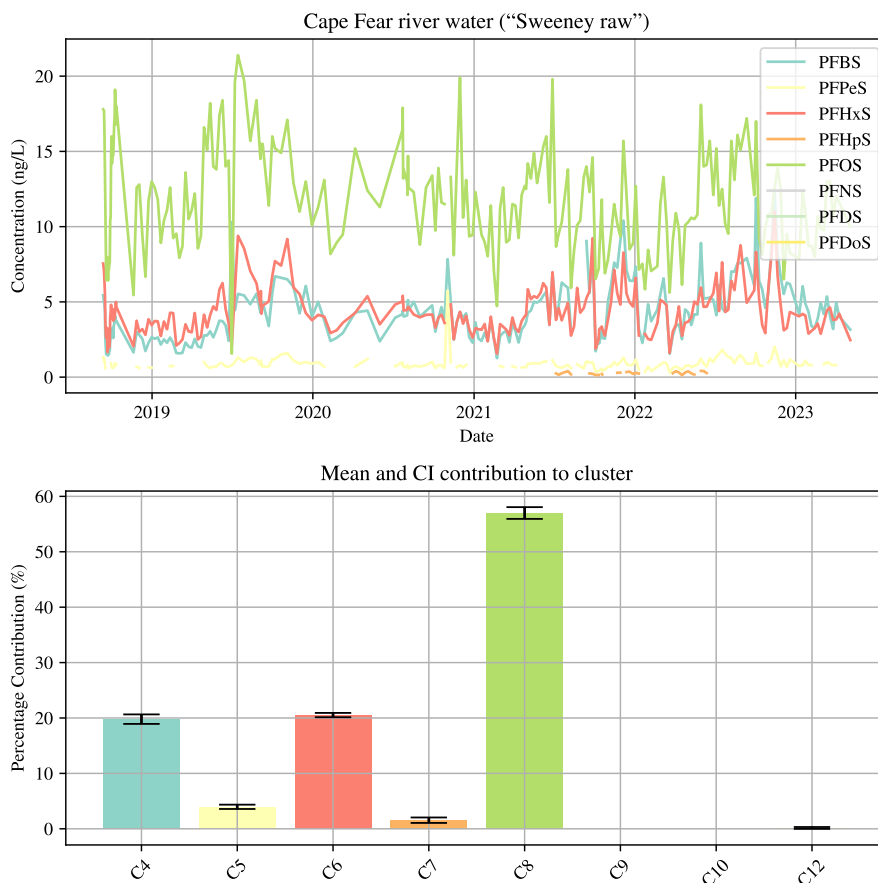 Cape Fear river water (“Sweeney raw”)
Concentration (ng/L)
20
15
10
5
0
PFBS
PFPeS
PFHxS
PFHpS
PFOS
PFNS
PFDS
PFDoS
2019
2020
2021
2022
2023
Date
Mean and CI contribution to cluster
Percentage Contribution (%)
60
50
40
30
20
10
0
C4
C5
C6
C7
C8
C9
C10
C12